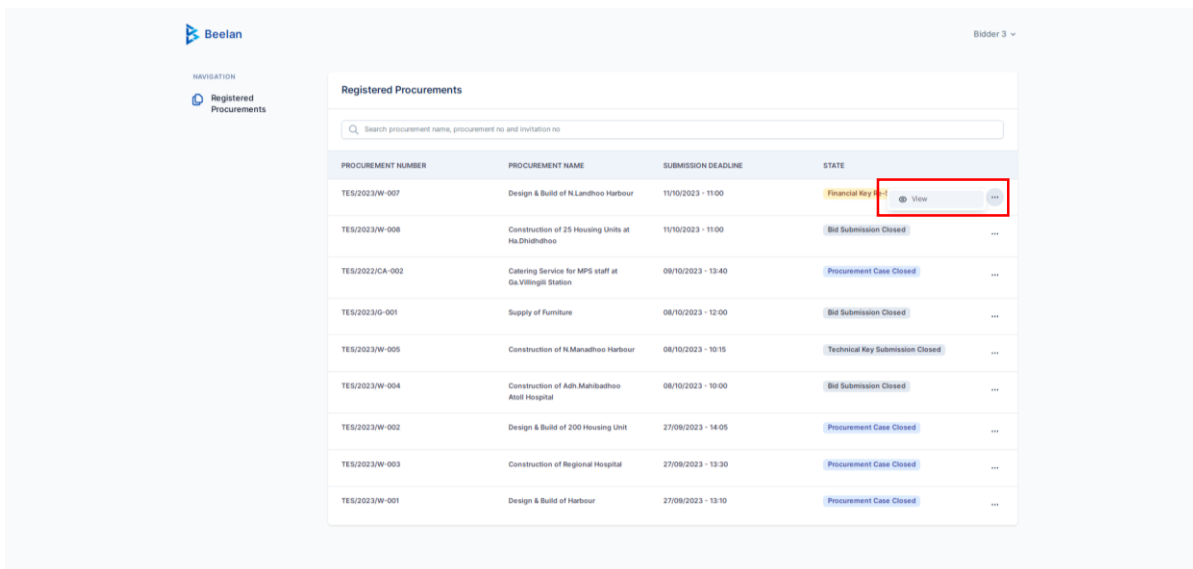 Beelan
Bidder 3
NAVIGATION
Registered
Procurements
Registered Procurements
Search procurement name, procurement no and invitation no
PROCUREMENT NUMBER PROCUREMENT NAME SUBMISSION DEADLINE STATE
TES/2023/W-007 Design & Build of N.Landhoo Harbour 11/10/2023 - 11:00 Financial Key Re-S View
TES/2023/W-008 Construction of 25 Housing Units at 11/10/2023 - 11:00 Bid Submission Closed
Ha.Dhidhdhoo
TES/2022/CA-002 Catering Service for MPS staff at 09/10/2023 - 13:40 Procurement Case Closed
Ga.Villingili Station
TES/2023/G-001 Supply of Furniture 08/10/2023 - 12:00 Bid Submission Closed
TES/2023/W-005 Construction of N.Manadhoo Harbour 08/10/2023 - 10:15 Technical Key Submission Closed
TES/2023/W-004 Construction of Adh.Mahibadhoo 08/10/2023 - 10:00 Bid Submission Closed
Atoll Hospital
TES/2023/W-002 Design & Build of 200 Housing Unit 27/09/2023 - 14:05 Procurement Case Closed
TES/2023/W-003 Construction of Regional Hospital 27/09/2023 - 13:30 Procurement Case Closed
TES/2023/W-001 Design & Build of Harbour 27/09/2023 - 13:10 Procurement Case Closed